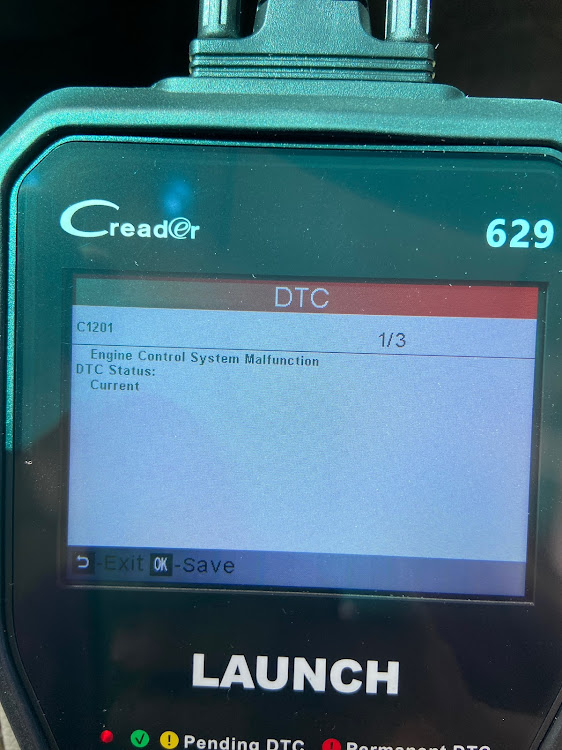 Creader
629
DTC
C1201
1/3
Engine Control System Malfunction
DTC Status:
Current
-Exit OK -Save
LAUNCH
Pending DTC
Permanent DTC